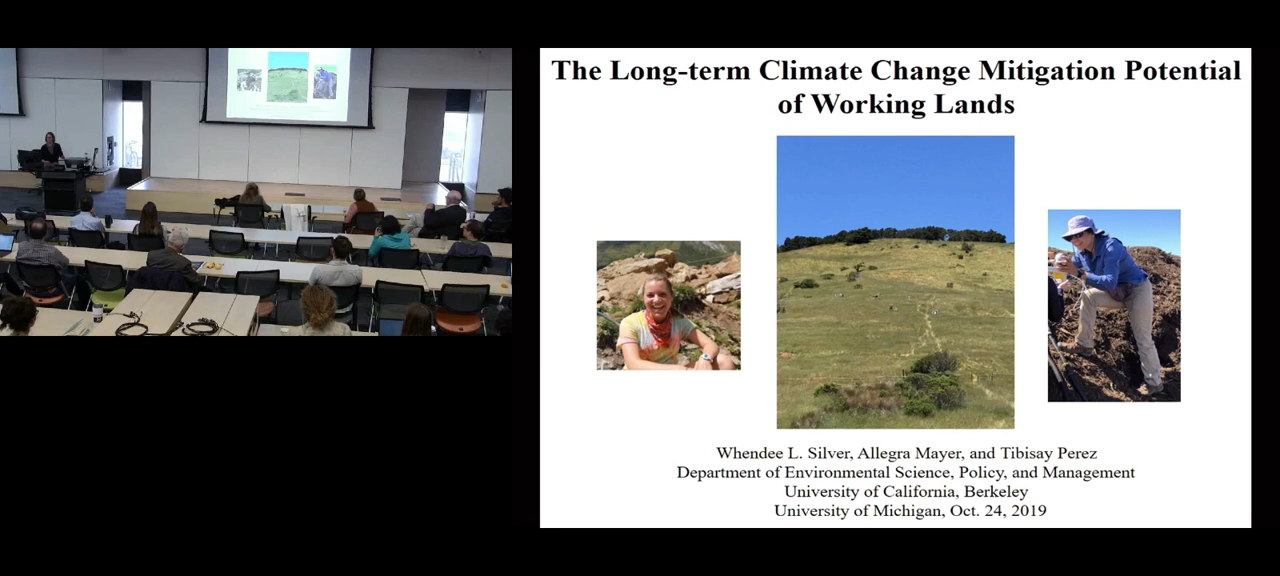 The Long-term Climate Change Mitigation Potential
of Working Lands
Whendee L. Silver, Allegra Mayer, and Tibisay Perez
Department of Environmental Science, Policy, and Management
University of California, Berkeley
University of Michigan, Oct. 24, 2019